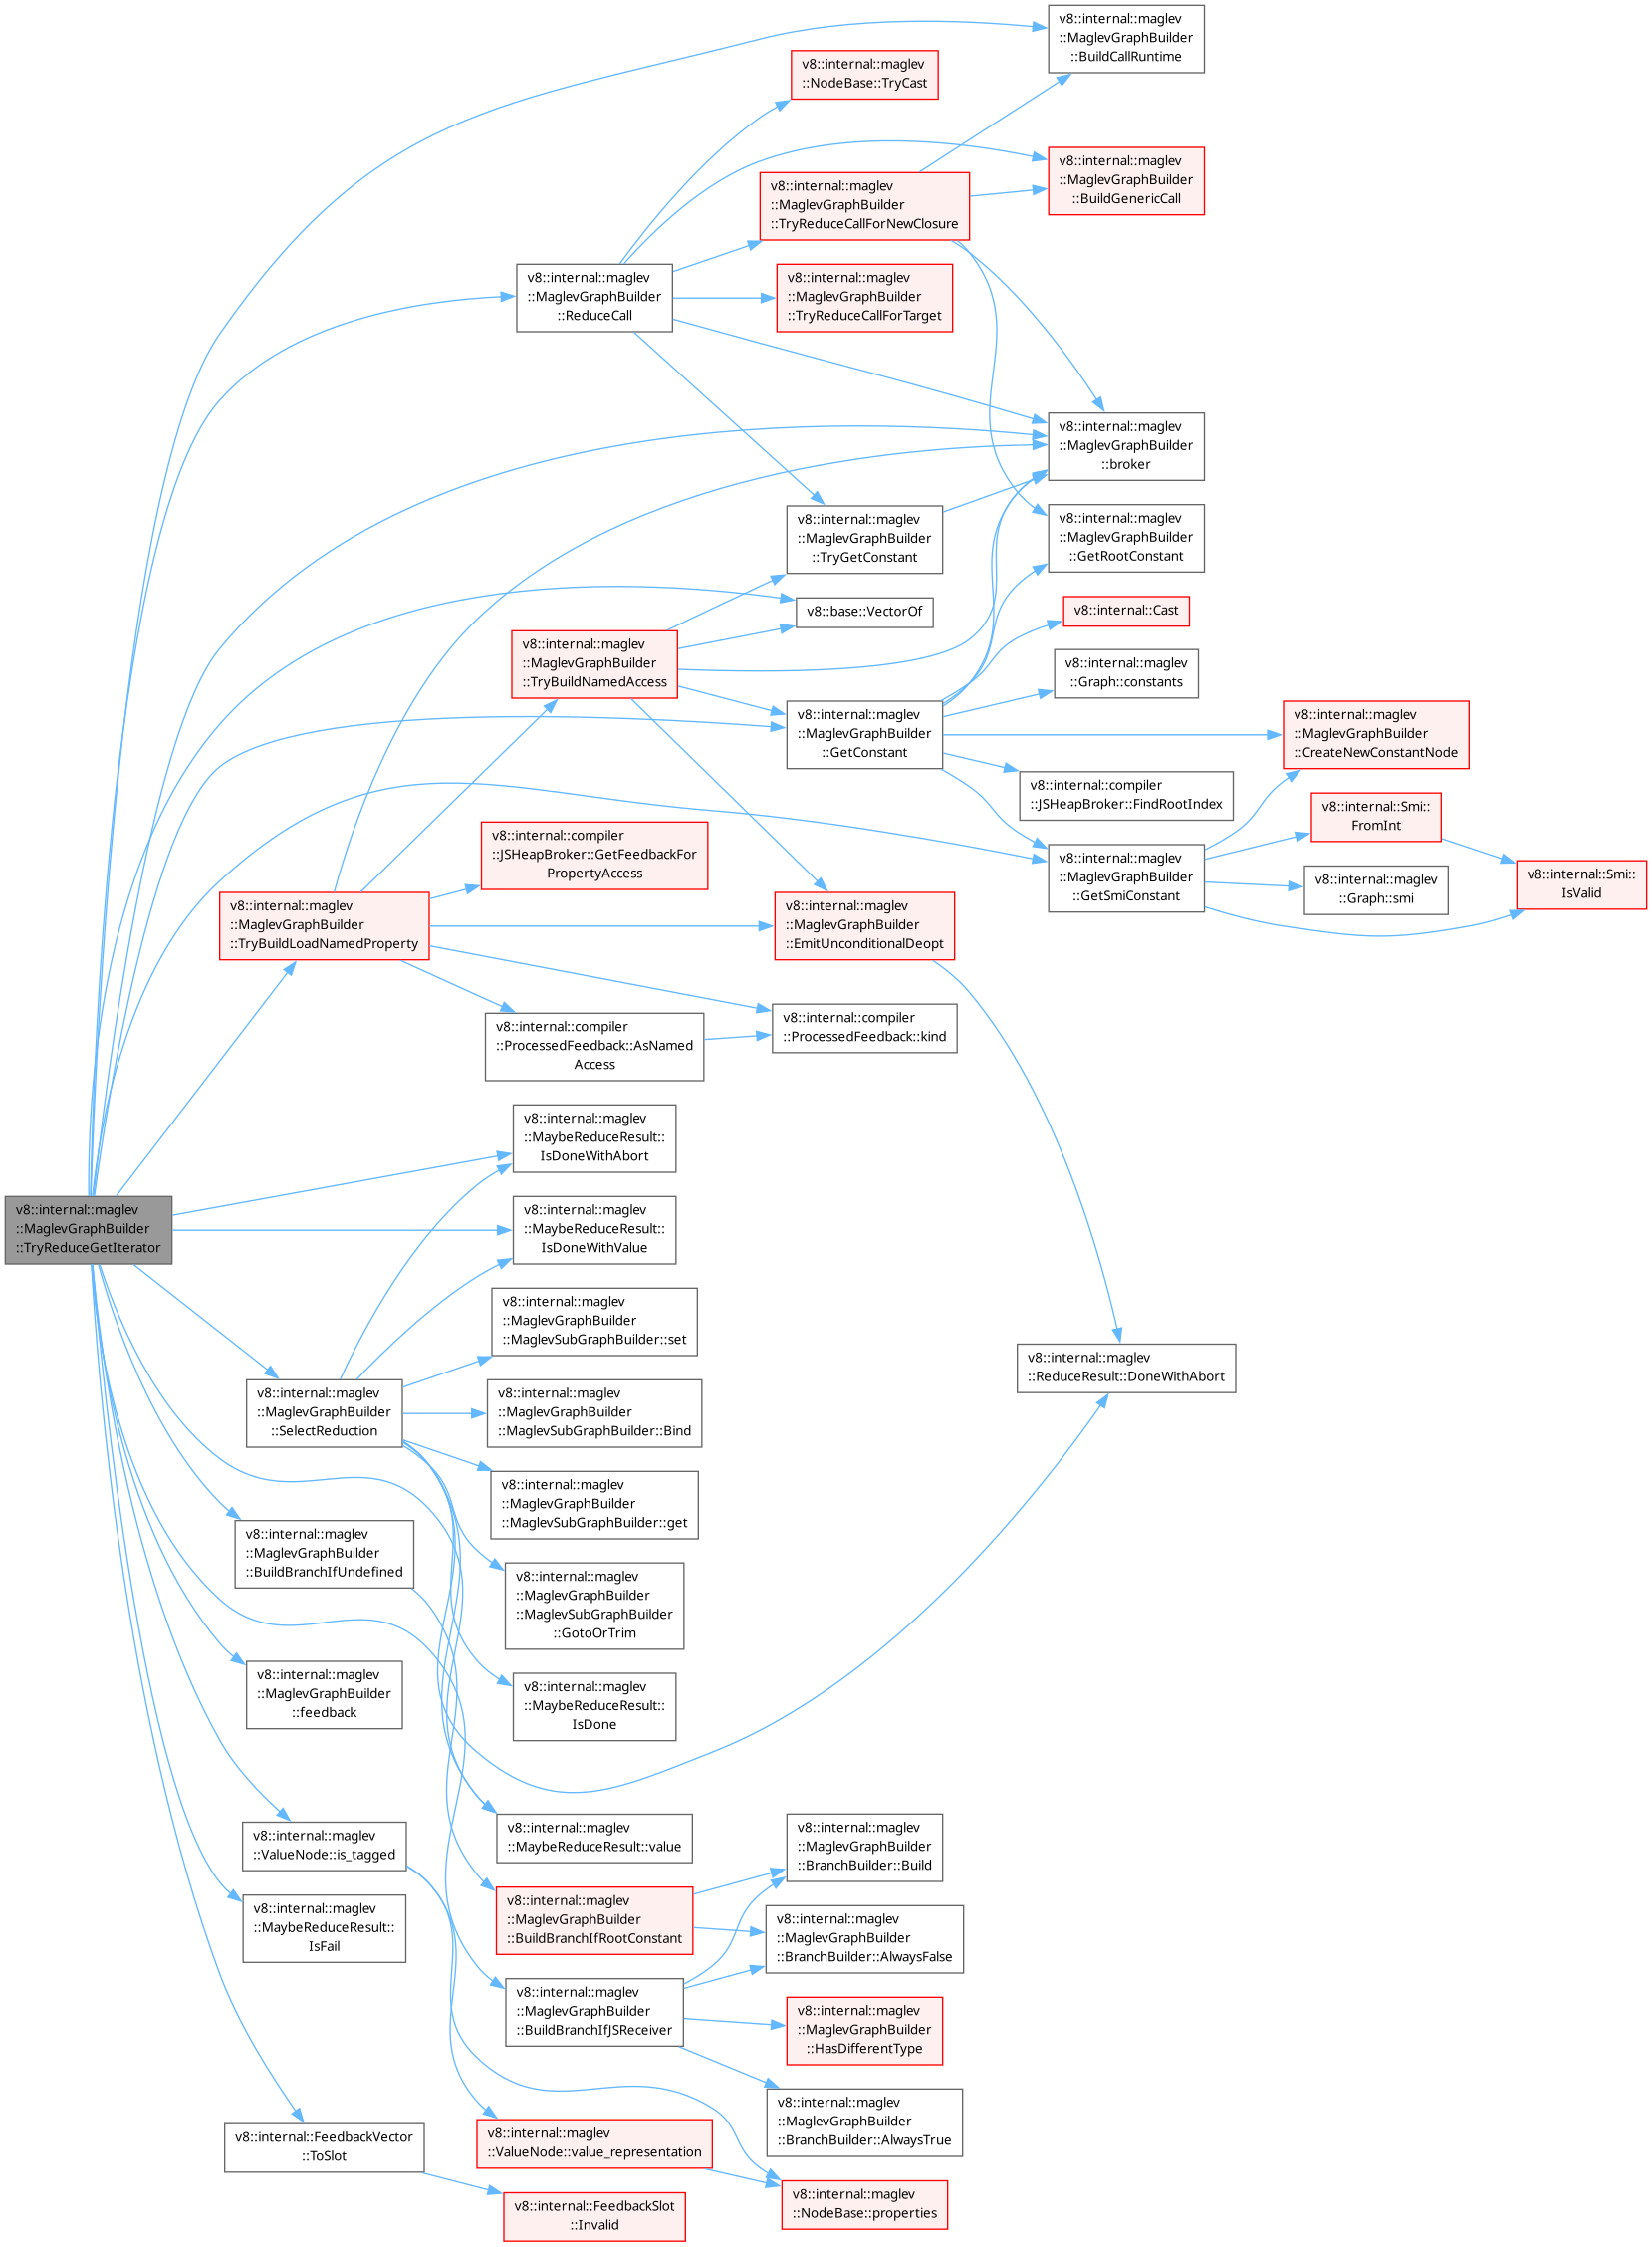 v8::internal::maglev
::MaglevGraphBuilder
::BuildCallRuntime
v8::internal::maglev
::NodeBase::TryCast
v8::internal::maglev
::MaglevGraphBuilder
::BuildGenericCall
v8::internal::maglev
::MaglevGraphBuilder
::TryReduceCallForNewClosure
v8::internal::maglev
::MaglevGraphBuilder
::ReduceCall
v8::internal::maglev
::MaglevGraphBuilder
::TryReduceCallForTarget
v8::internal::maglev
::MaglevGraphBuilder
::broker
v8::internal::maglev
::MaglevGraphBuilder
::TryGetConstant
v8::internal::maglev
::MaglevGraphBuilder
::GetRootConstant
v8::base::VectorOf
v8::internal::Cast
v8::internal::maglev
::MaglevGraphBuilder
::TryBuildNamedAccess
v8::internal::maglev
::Graph::constants
v8::internal::maglev
::MaglevGraphBuilder
::GetConstant
v8::internal::maglev
::MaglevGraphBuilder
::CreateNewConstantNode
v8::internal::compiler
::JSHeapBroker::FindRootIndex
v8::internal::Smi::
FromInt
v8::internal::compiler
::JSHeapBroker::GetFeedbackFor
PropertyAccess
v8::internal::maglev
::MaglevGraphBuilder
::GetSmiConstant
v8::internal::maglev
::Graph::smi
v8::internal::Smi::
IsValid
v8::internal::maglev
::MaglevGraphBuilder
::TryBuildLoadNamedProperty
v8::internal::maglev
::MaglevGraphBuilder
::EmitUnconditionalDeopt
v8::internal::compiler
::ProcessedFeedback::AsNamed
Access
v8::internal::compiler
::ProcessedFeedback::kind
v8::internal::maglev
::MaybeReduceResult::
IsDoneWithAbort
v8::internal::maglev
::MaglevGraphBuilder
::TryReduceGetIterator
v8::internal::maglev
::MaybeReduceResult::
IsDoneWithValue
v8::internal::maglev
::MaglevGraphBuilder
::MaglevSubGraphBuilder::set
v8::internal::maglev
::ReduceResult::DoneWithAbort
v8::internal::maglev
::MaglevGraphBuilder
::SelectReduction
v8::internal::maglev
::MaglevGraphBuilder
::MaglevSubGraphBuilder::Bind
v8::internal::maglev
::MaglevGraphBuilder
::MaglevSubGraphBuilder::get
v8::internal::maglev
::MaglevGraphBuilder
::BuildBranchIfUndefined
v8::internal::maglev
::MaglevGraphBuilder
::MaglevSubGraphBuilder
::GotoOrTrim
v8::internal::maglev
::MaglevGraphBuilder
::feedback
v8::internal::maglev
::MaybeReduceResult::
IsDone
v8::internal::maglev
::ValueNode::is_tagged
v8::internal::maglev
::MaybeReduceResult::value
v8::internal::maglev
::MaglevGraphBuilder
::BranchBuilder::Build
v8::internal::maglev
::MaybeReduceResult::
IsFail
v8::internal::maglev
::MaglevGraphBuilder
::BuildBranchIfRootConstant
v8::internal::maglev
::MaglevGraphBuilder
::BranchBuilder::AlwaysFalse
v8::internal::maglev
::MaglevGraphBuilder
::BuildBranchIfJSReceiver
v8::internal::maglev
::MaglevGraphBuilder
::HasDifferentType
v8::internal::maglev
::MaglevGraphBuilder
::BranchBuilder::AlwaysTrue
v8::internal::FeedbackVector
::ToSlot
v8::internal::maglev
::ValueNode::value_representation
v8::internal::FeedbackSlot
::Invalid
v8::internal::maglev
::NodeBase::properties